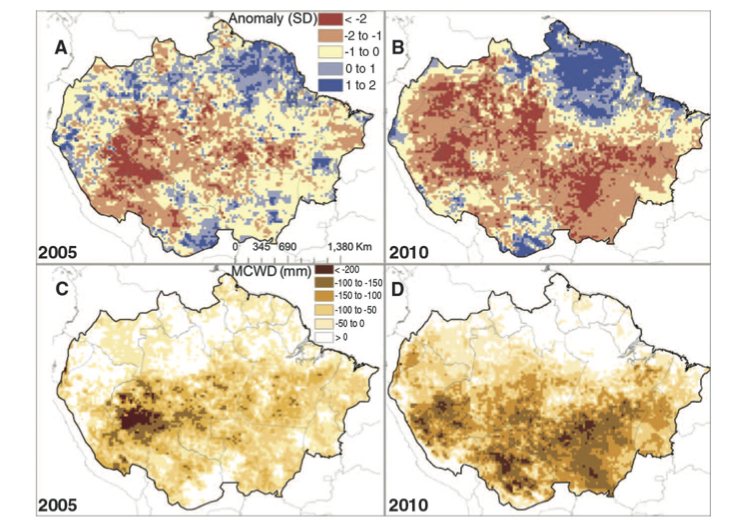 Anomaly (SD)
< -2
-2 to -1
-1 to 0
0 to 1
1 to 2
A
B
0 345 690 1,380 Km
2005
2010
MCWD (mm)
< -200
-100 to -150
-150 to -100
-100 to -50
-50 to 0
> 0
C
D
2005
2010